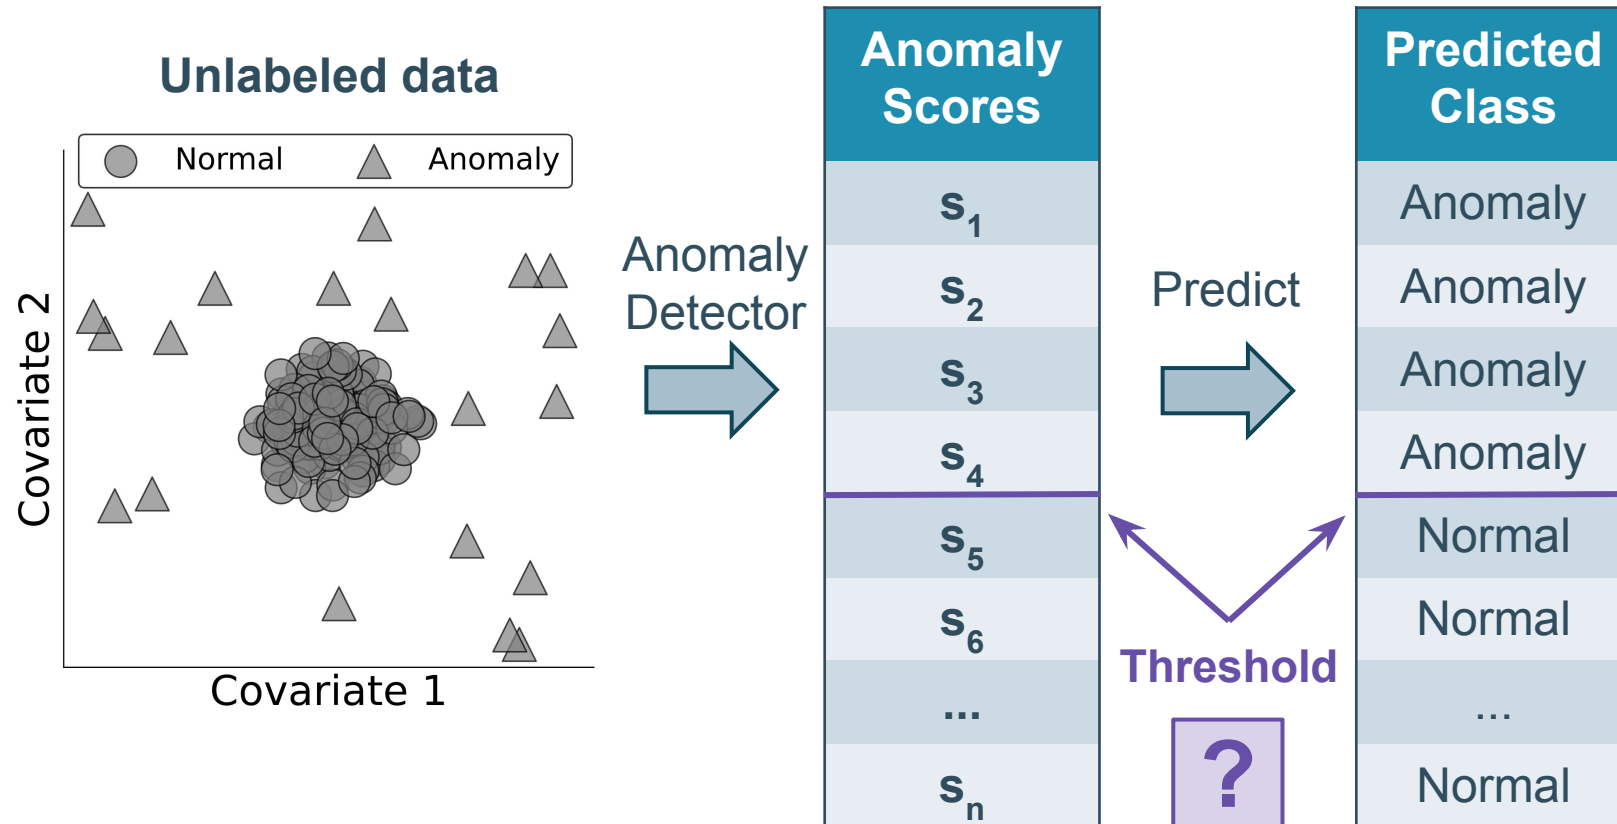 Unlabeled data
Normal
Anomaly
Covariate 2
Covariate 1
Anomaly
Detector
Anomaly
Scores
s1
s2
s3
s4
s5
s6
...
sn
Predict
Threshold
?
Predicted
Class
Anomaly
Anomaly
Anomaly
Anomaly
Normal
Normal
...
Normal